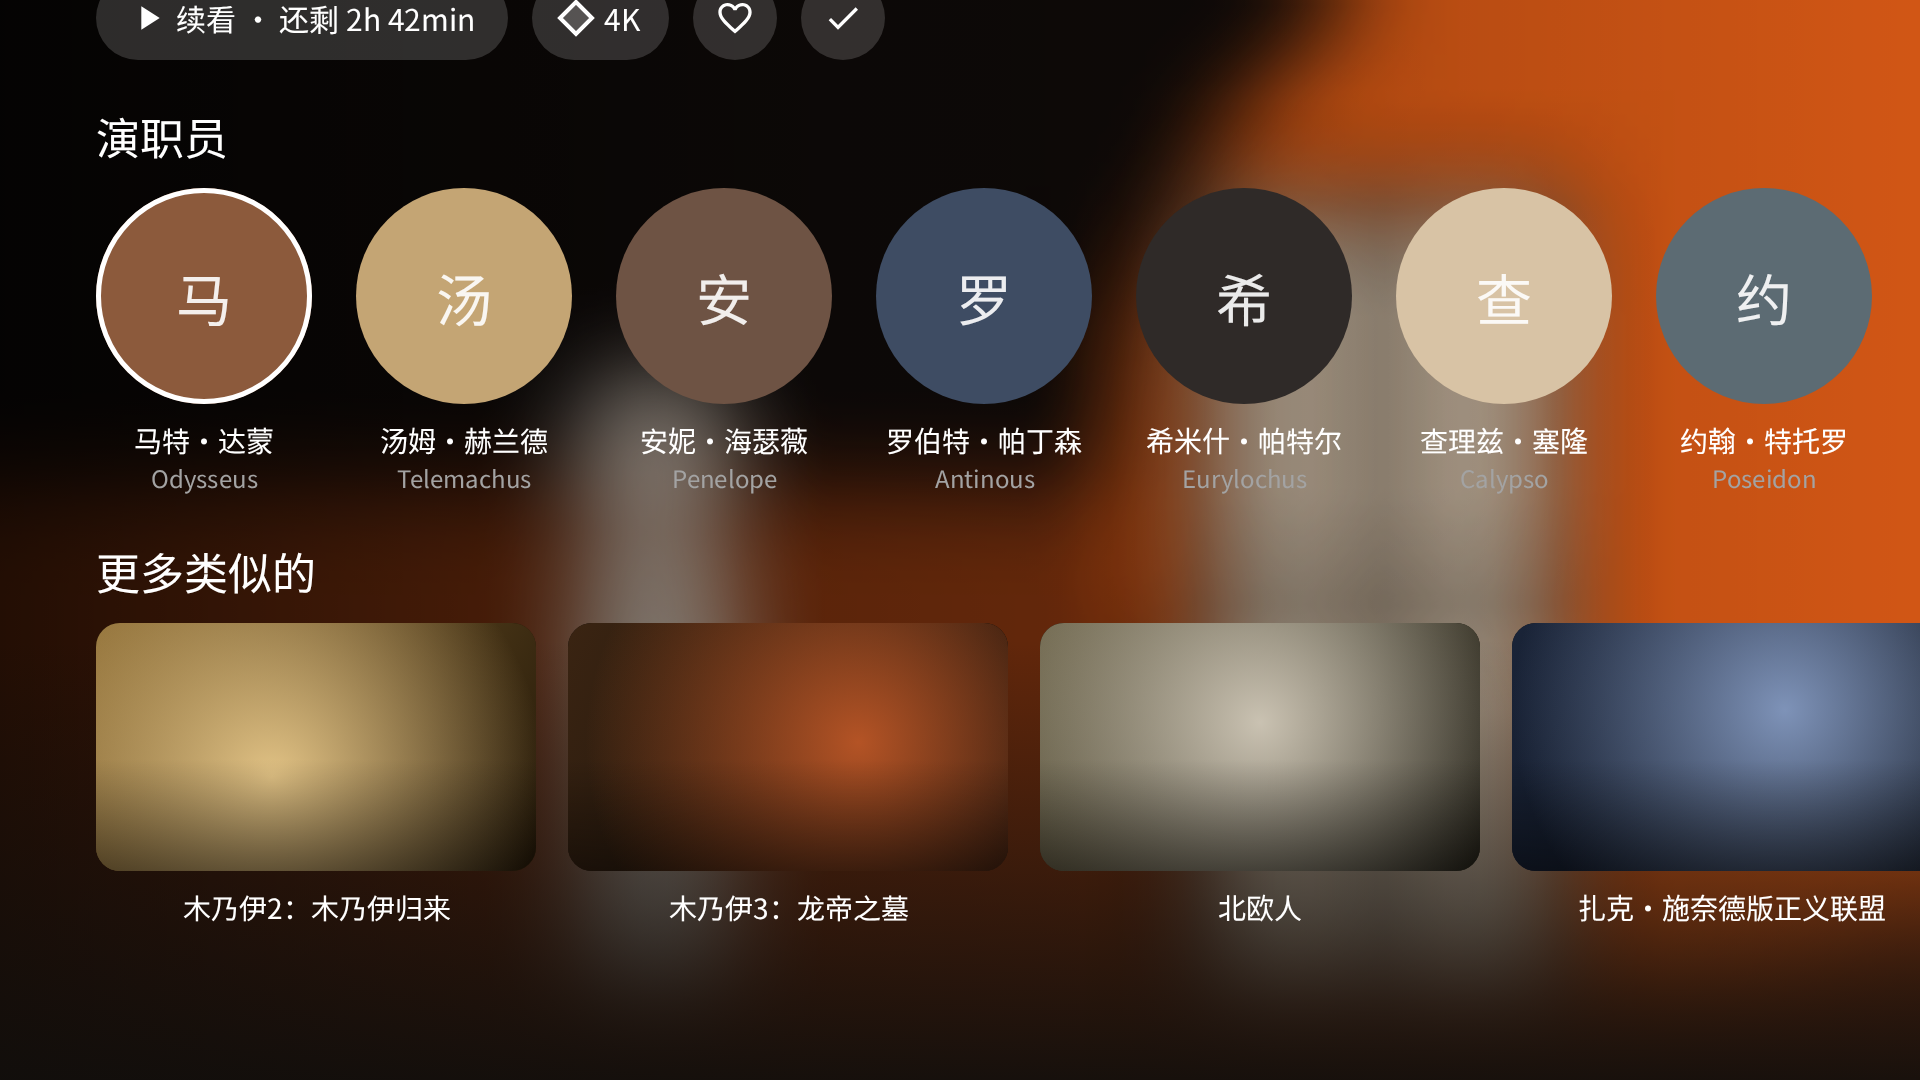 续看 · 还剩 2h 42min
4K
演职员
马
汤
安
罗
希
查
约
马特·达蒙
汤姆·赫兰德
安妮·海瑟薇
罗伯特·帕丁森
希米什·帕特尔
查理兹·塞隆
约翰·特托罗
Odysseus
Telemachus
Penelope
Antinous
Eurylochus
Calypso
Poseidon
更多类似的
木乃伊2：木乃伊归来
木乃伊3：龙帝之墓
北欧人
扎克·施奈德版正义联盟